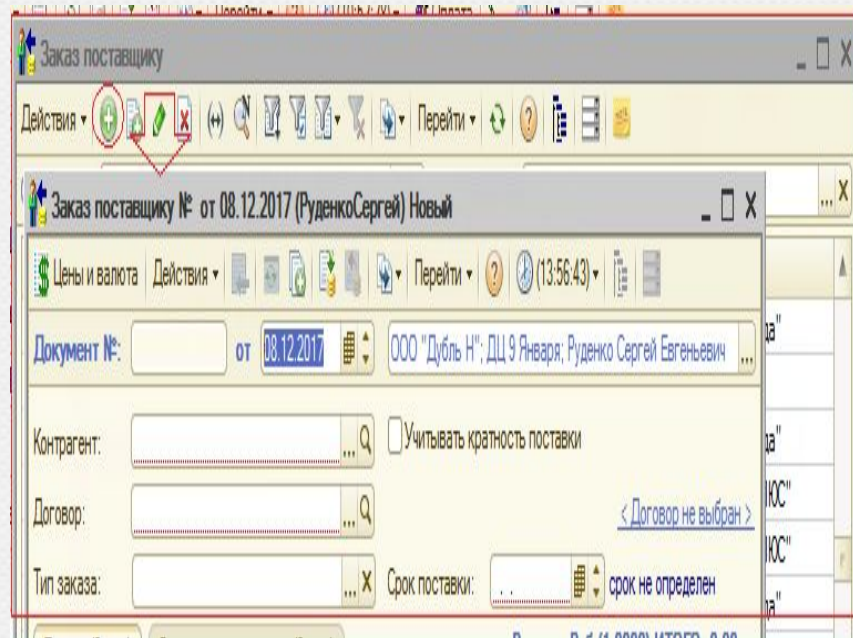 Заказ поставщику
Действия Перейти
Заказ поставщику № от 08.12.2017 (РуденкоСергей) Новый
Цены и валюта Действия Перейти (13:56:43)
Документ №: от 08.12.2017 ООО "Дубль Н"; ДЦ 9 Января; Руденко Сергей Евгеньевич ...
Контрагент: ... Учитывать кратность поставки
Договор: ... < Договор не выбран >
Тип заказа: ... X Срок поставки: . . срок не определен